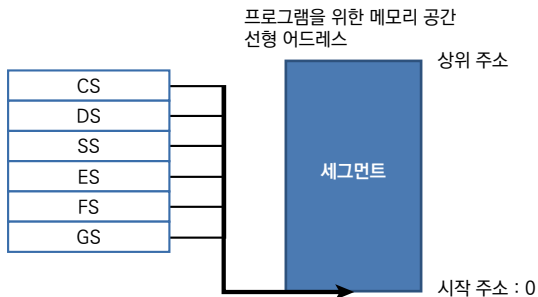 프로그램을 위한 메모리 공간
선형 어드레스
상위 주소
CS
DS
SS
ES
FS
GS
세그먼트
시작 주소 : 0